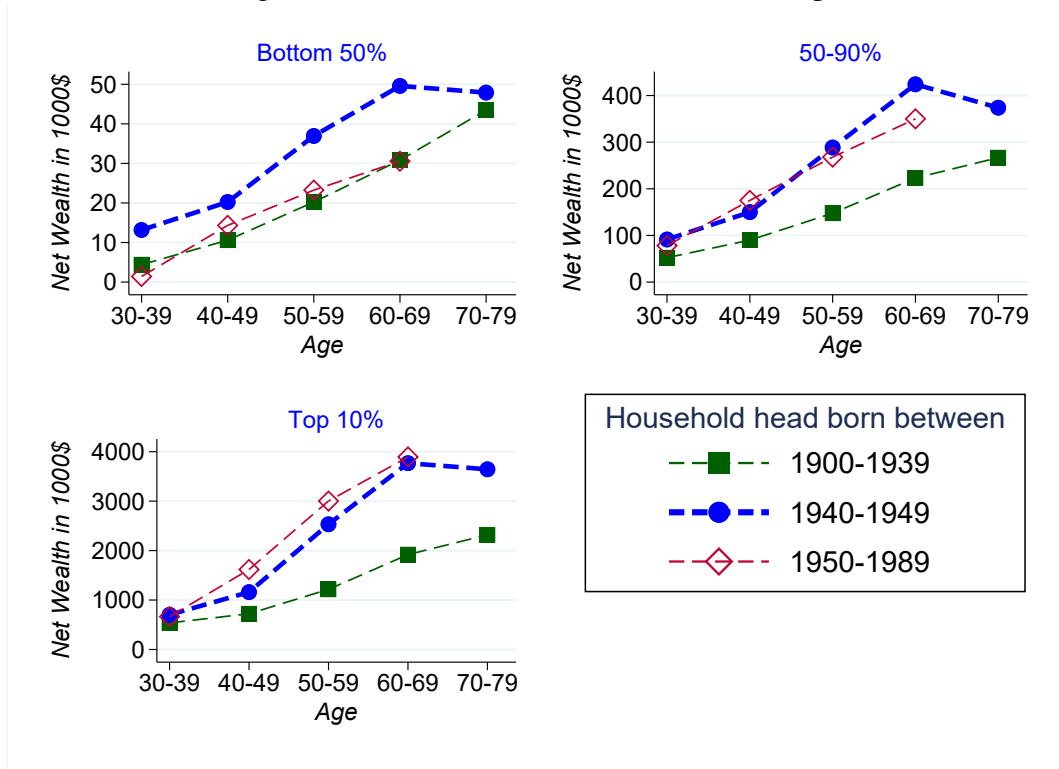 Bottom 50%
Net Wealth in 1000$
50
40
30
20
10
0
30-39 40-49 50-59 60-69 70-79
Age
50-90%
Net Wealth in 1000$
400
300
200
100
0
30-39 40-49 50-59 60-69 70-79
Age
Top 10%
Net Wealth in 1000$
4000
3000
2000
1000
0
30-39 40-49 50-59 60-69 70-79
Age
Household head born between
1900-1939
1940-1949
1950-1989